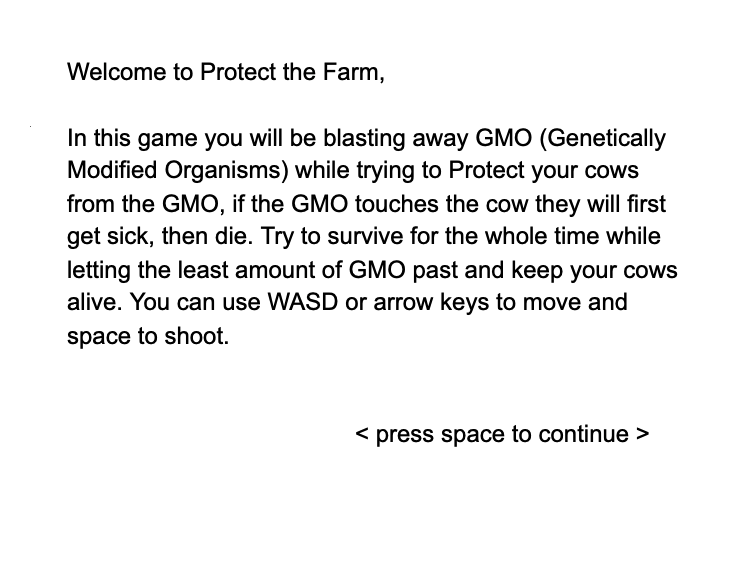 Welcome to Protect the Farm,
In this game you will be blasting away GMO (Genetically
Modified Organisms) while trying to Protect your cows
from the GMO, if the GMO touches the cow they will first
get sick, then die. Try to survive for the whole time while
letting the least amount of GMO past and keep your cows
alive. You can use WASD or arrow keys to move and
space to shoot.
< press space to continue >